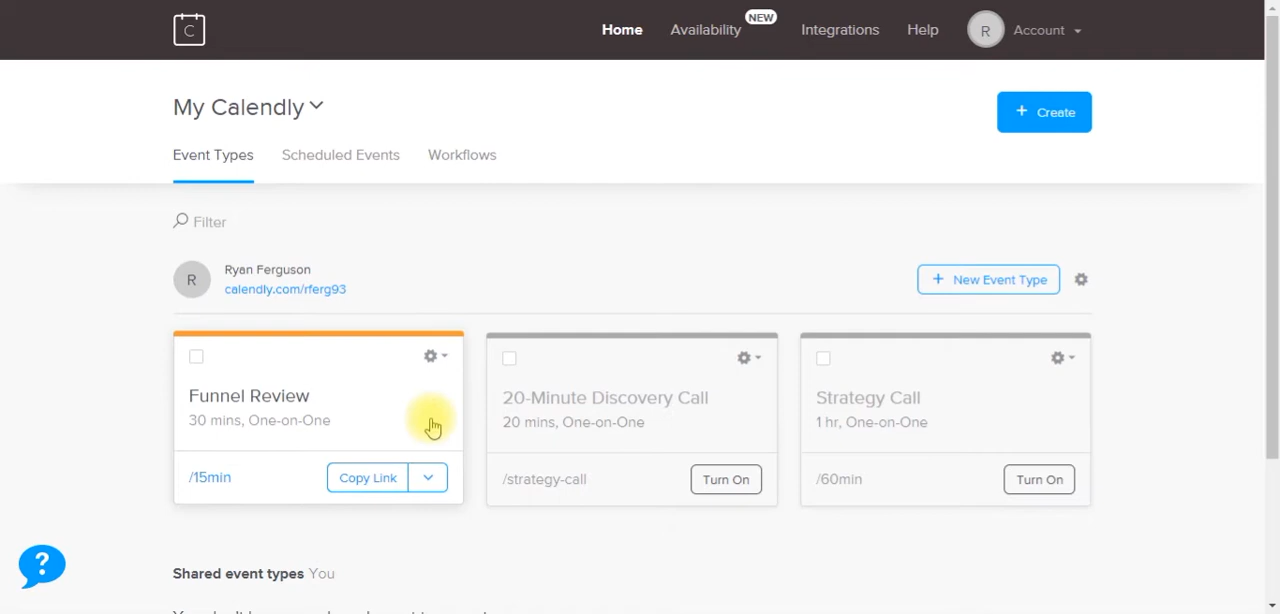 C
Home
Availability
NEW
Integrations
Help
R
Account
My Calendly
+ Create
Event Types
Scheduled Events
Workflows
Filter
R
Ryan Ferguson
calendly.com/rferg93
+ New Event Type
Funnel Review
30 mins, One-on-One
/15min
Copy Link
20-Minute Discovery Call
20 mins, One-on-One
/strategy-call
Turn On
Strategy Call
1 hr, One-on-One
/60min
Turn On
?
Shared event types You